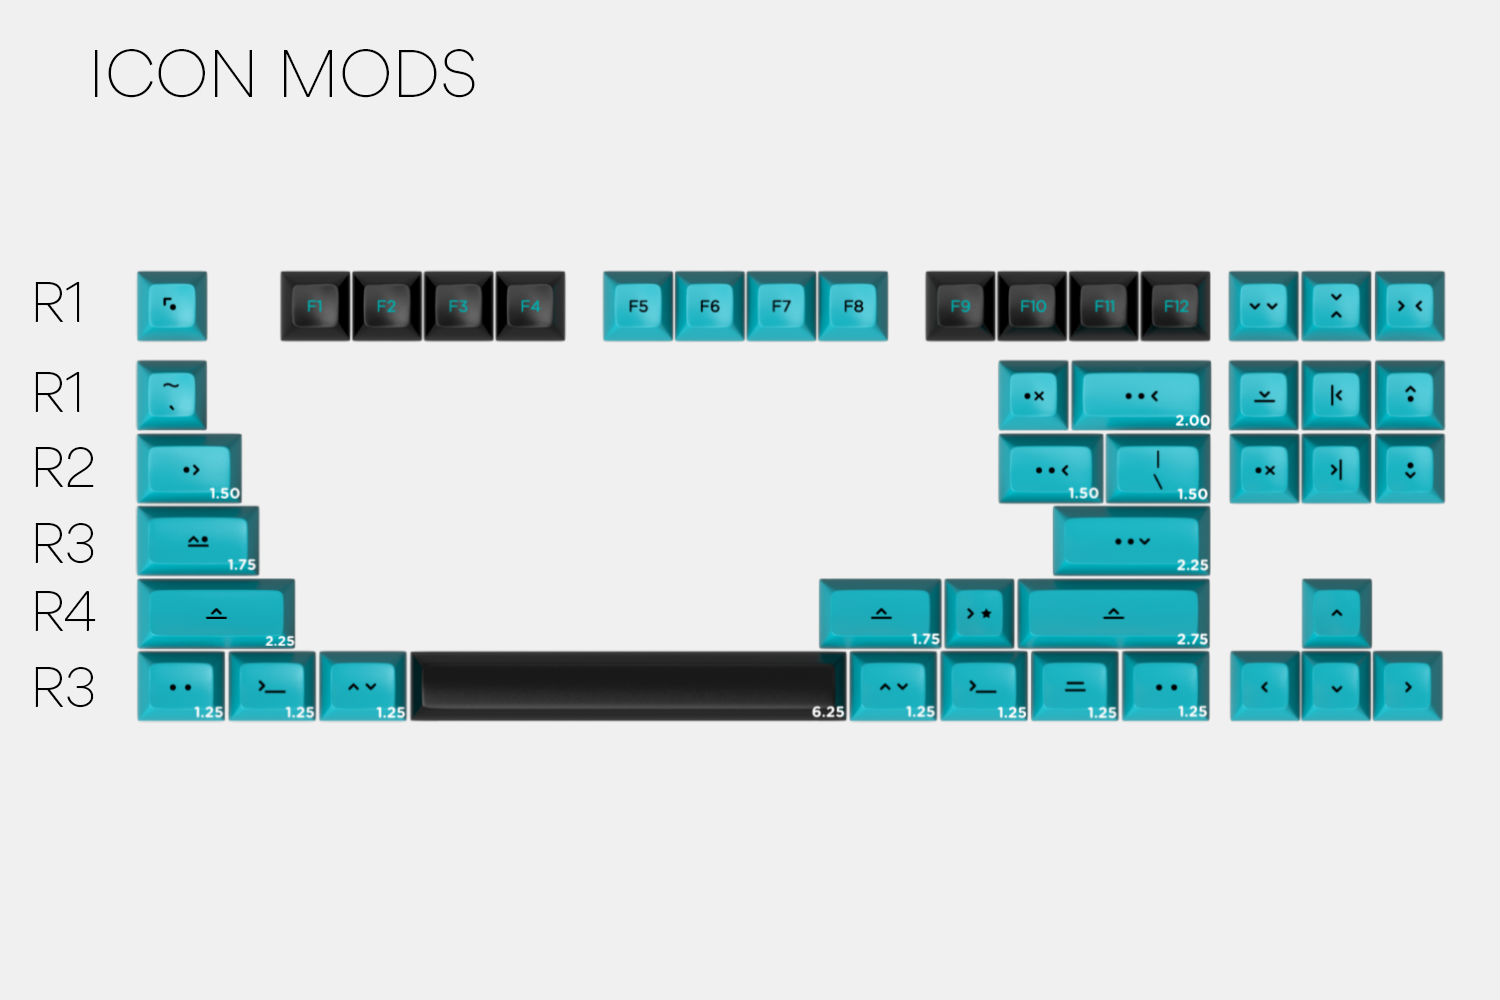 ICON MODS
R1 F1 F2 F3 F4 F5 F6 F7 F8 F9 F10 F11 F12 ⌄ ⌄ ⌄ ⌃ > <
R1 ~ ` •× ••< 2.00 |<
R2 •> 1.50 ••< 1.50 | \ 1.50 •× >|
R3 ^• 1.75 ••⌄ 2.25
R4 ^ 2.25 ^ 1.75 >★ ^ 2.75 ^
R3 •• 1.25 >_ 1.25 ^⌄ 1.25 6.25 ^⌄ 1.25 >_ 1.25 = 1.25 •• 1.25 < ⌄ >